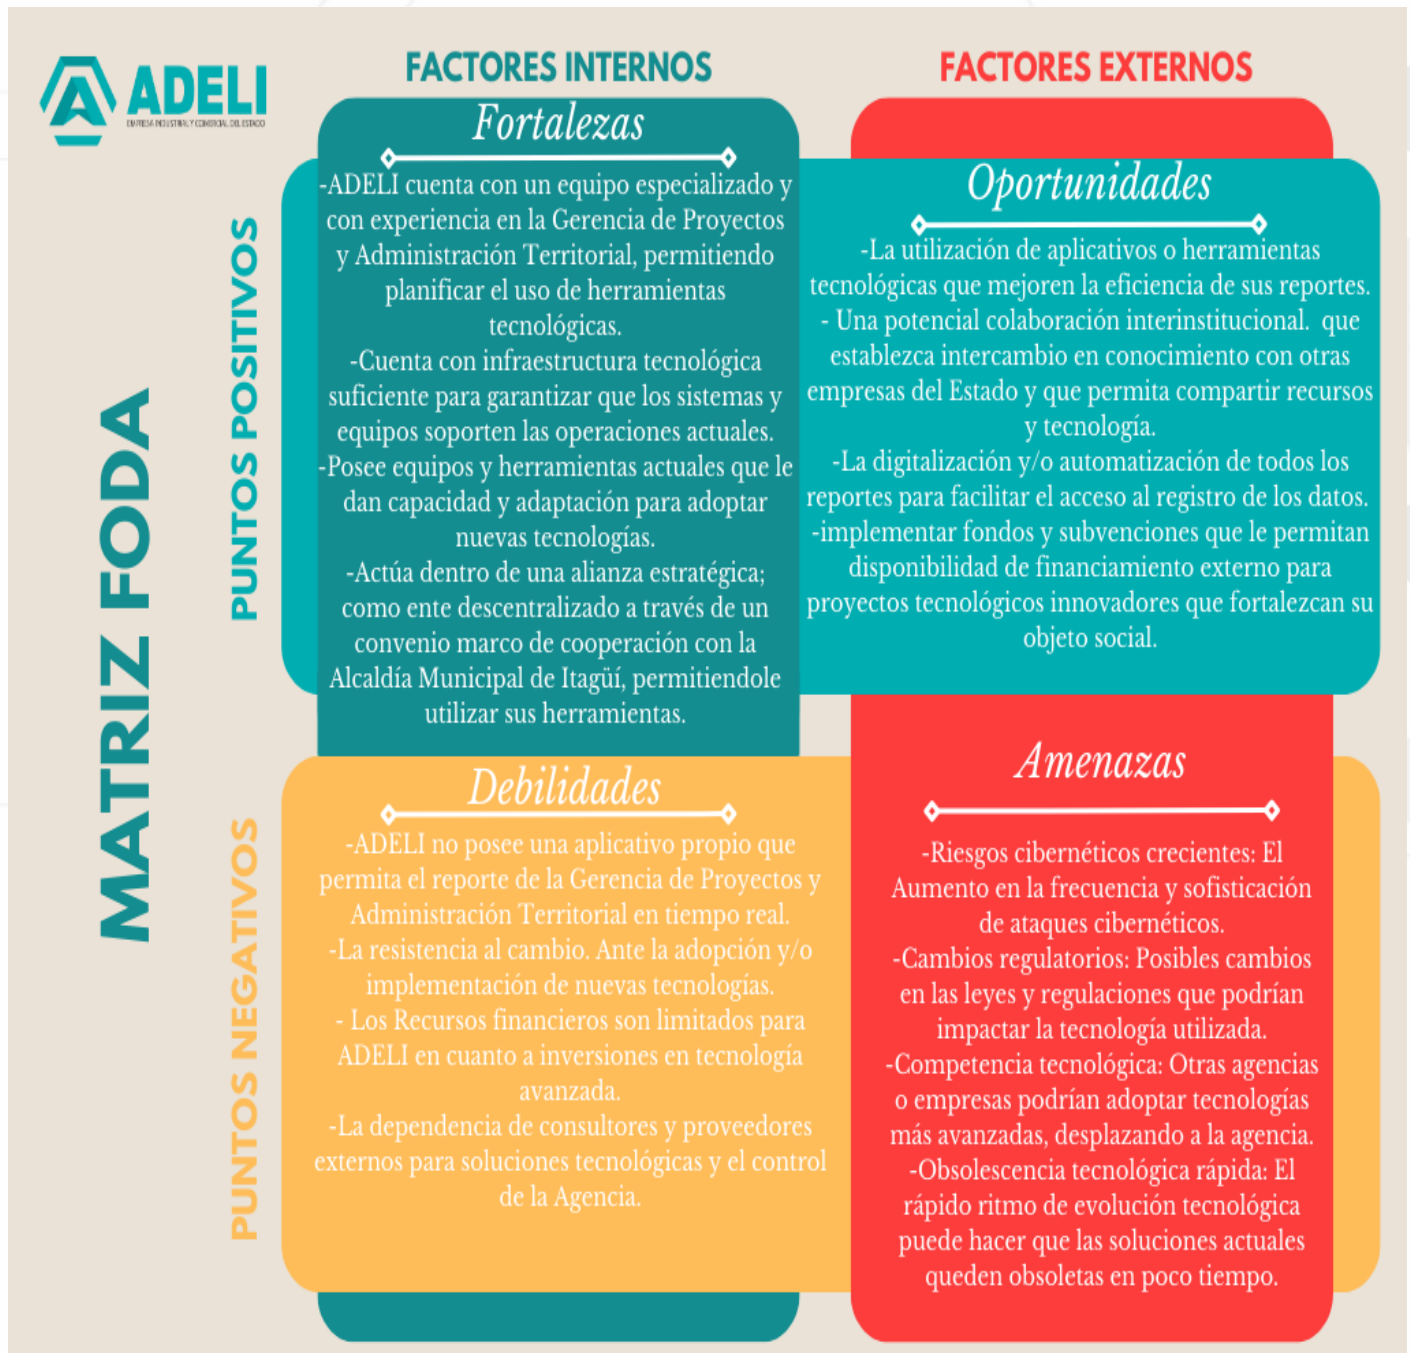 ADELI
EMPRESA INDUSTRIAL Y COMERCIAL DEL ESTADO
FACTORES INTERNOS
FACTORES EXTERNOS
MATRIZ FODA
PUNTOS POSITIVOS
Fortalezas
-ADELI cuenta con un equipo especializado y
con experiencia en la Gerencia de Proyectos
y Administración Territorial, permitiendo
planificar el uso de herramientas
tecnológicas.
-Cuenta con infraestructura tecnológica
suficiente para garantizar que los sistemas y
equipos soporten las operaciones actuales.
-Posee equipos y herramientas actuales que le
dan capacidad y adaptación para adoptar
nuevas tecnologías.
-Actúa dentro de una alianza estratégica;
como ente descentralizado a través de un
convenio marco de cooperación con la
Alcaldía Municipal de Itagüí, permitiendole
utilizar sus herramientas.
Oportunidades
-La utilización de aplicativos o herramientas
tecnológicas que mejoren la eficiencia de sus reportes.
- Una potencial colaboración interinstitucional. que
establezca intercambio en conocimiento con otras
empresas del Estado y que permita compartir recursos
y tecnología.
-La digitalización y/o automatización de todos los
reportes para facilitar el acceso al registro de los datos.
-implementar fondos y subvenciones que le permitan
disponibilidad de financiamiento externo para
proyectos tecnológicos innovadores que fortalezcan su
objeto social.
PUNTOS NEGATIVOS
Debilidades
-ADELI no posee una aplicativo propio que
permita el reporte de la Gerencia de Proyectos y
Administración Territorial en tiempo real.
-La resistencia al cambio. Ante la adopción y/o
implementación de nuevas tecnologías.
- Los Recursos financieros son limitados para
ADELI en cuanto a inversiones en tecnología
avanzada.
-La dependencia de consultores y proveedores
externos para soluciones tecnológicas y el control
de la Agencia.
Amenazas
-Riesgos cibernéticos crecientes: El
Aumento en la frecuencia y sofisticación
de ataques cibernéticos.
-Cambios regulatorios: Posibles cambios
en las leyes y regulaciones que podrían
impactar la tecnología utilizada.
-Competencia tecnológica: Otras agencias
o empresas podrían adoptar tecnologías
más avanzadas, desplazando a la agencia.
-Obsolescencia tecnológica rápida: El
rápido ritmo de evolución tecnológica
puede hacer que las soluciones actuales
queden obsoletas en poco tiempo.